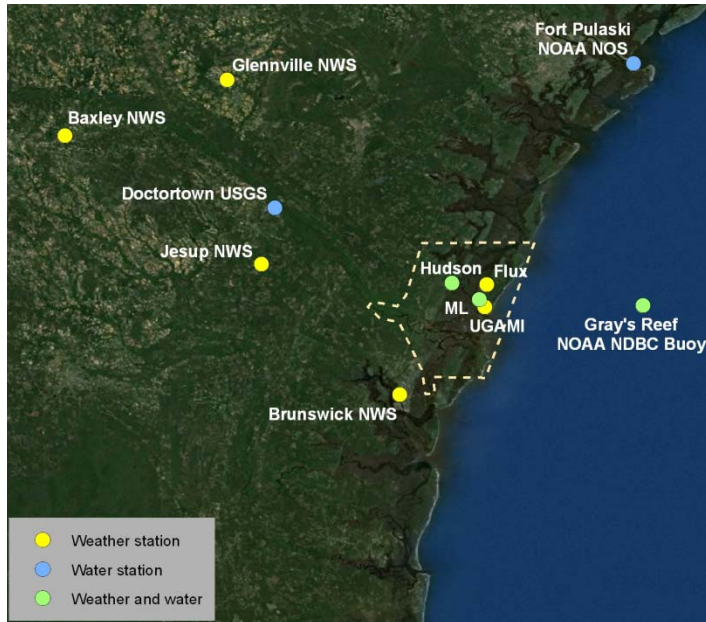 Fort Pulaski
NOAA NOS
Glennville NWS
Baxley NWS
Doctortown USGS
Jesup NWS
Hudson
Flux
ML
UGAMI
Gray's Reef
NOAA NDBC Buoy
Brunswick NWS
Weather station
Water station
Weather and water